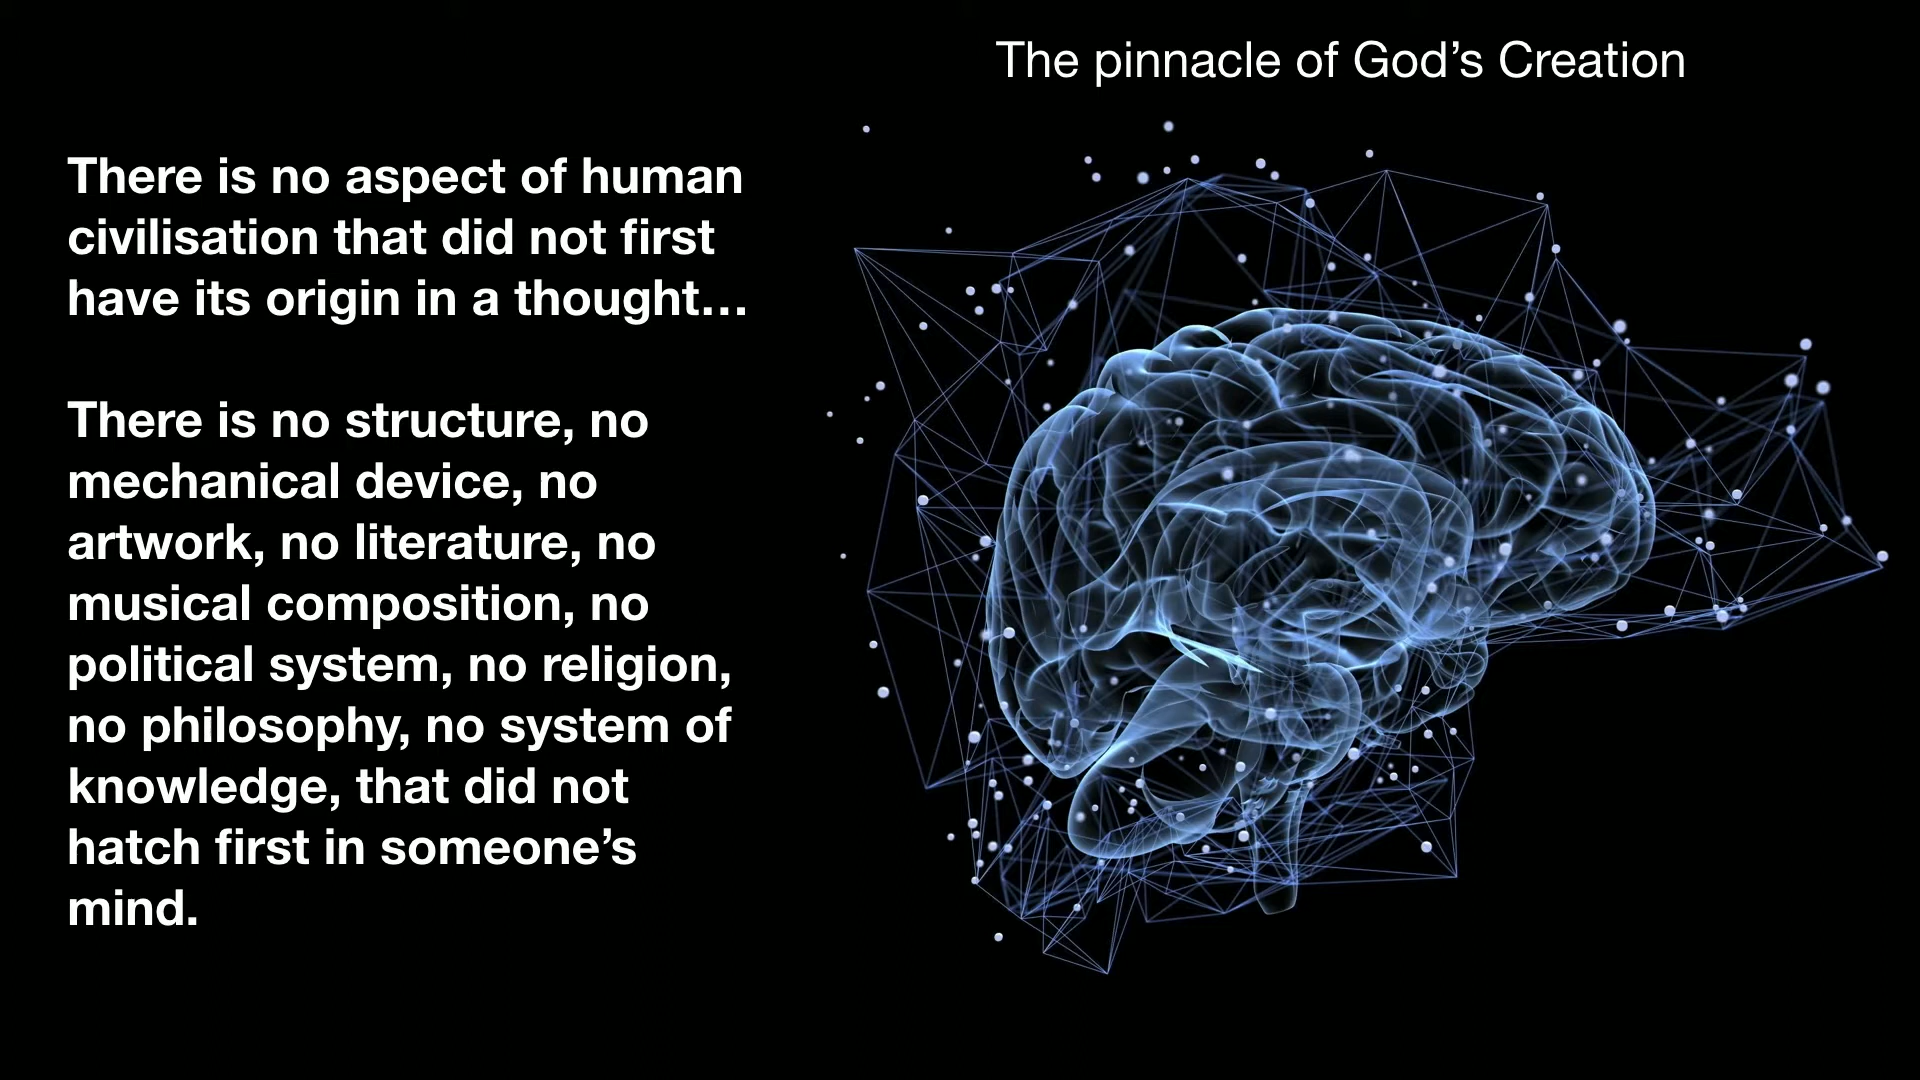 The pinnacle of God’s Creation
There is no aspect of human
civilisation that did not first
have its origin in a thought…
There is no structure, no
mechanical device, no
artwork, no literature, no
musical composition, no
political system, no religion,
no philosophy, no system of
knowledge, that did not
hatch first in someone’s
mind.